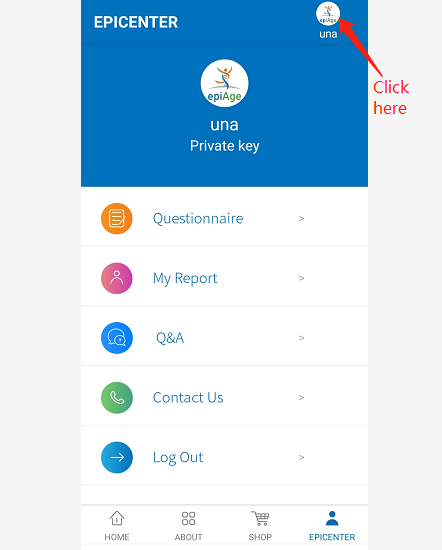 EPICENTER
epiAge
una
Click
here
epiAge
una
Private key
Questionnaire >
My Report >
Q&A >
Contact Us >
Log Out >
HOME ABOUT SHOP EPICENTER